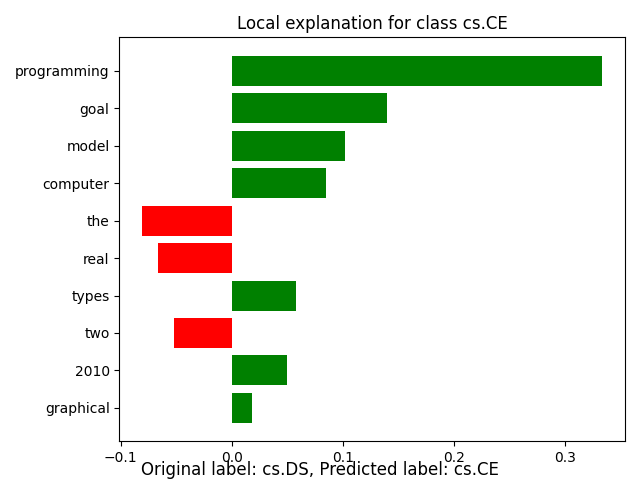 Local explanation for class cs.CE
programming
goal
model
computer
the
real
types
two
2010
graphical
−0.1 0.0 0.1 0.2 0.3
Original label: cs.DS, Predicted label: cs.CE